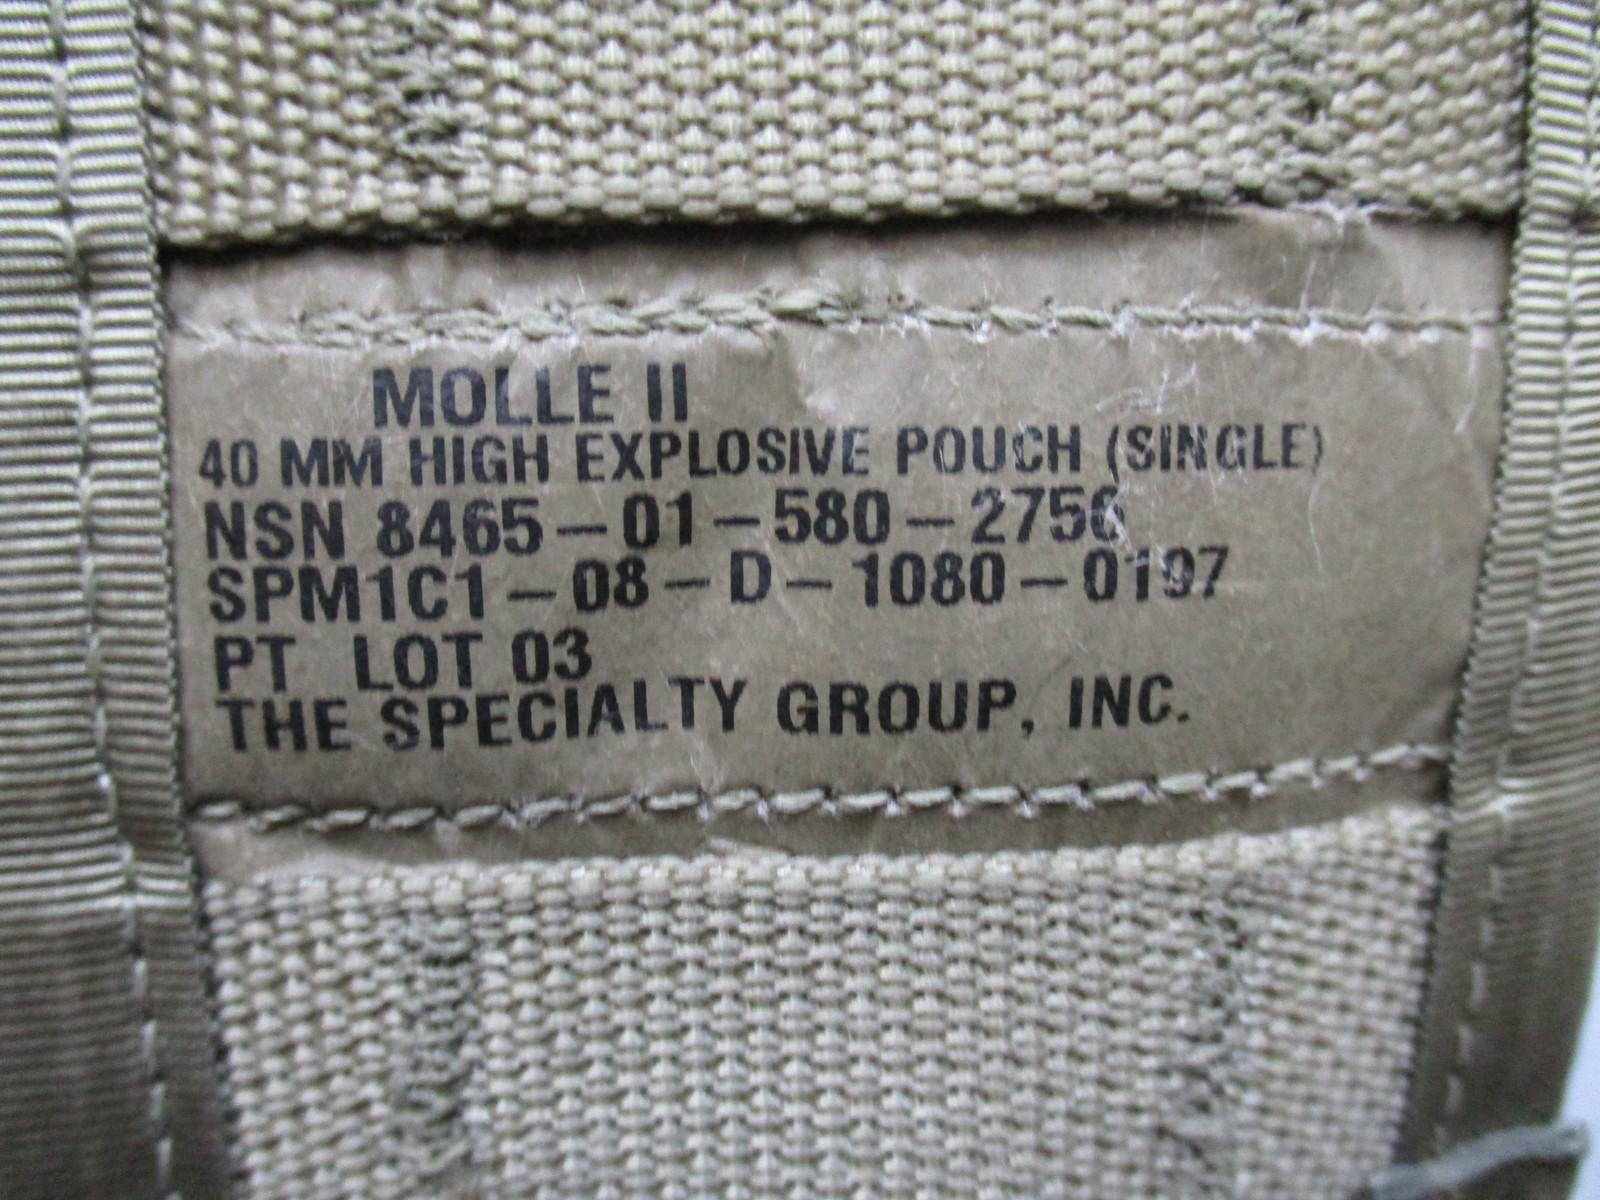 MOLLE II
40 MM HIGH EXPLOSIVE POUCH (SINGLE)
NSN 8465-01-580-2756
SPM1C1-08-D-1080-0197
PT LOT 03
THE SPECIALTY GROUP, INC.